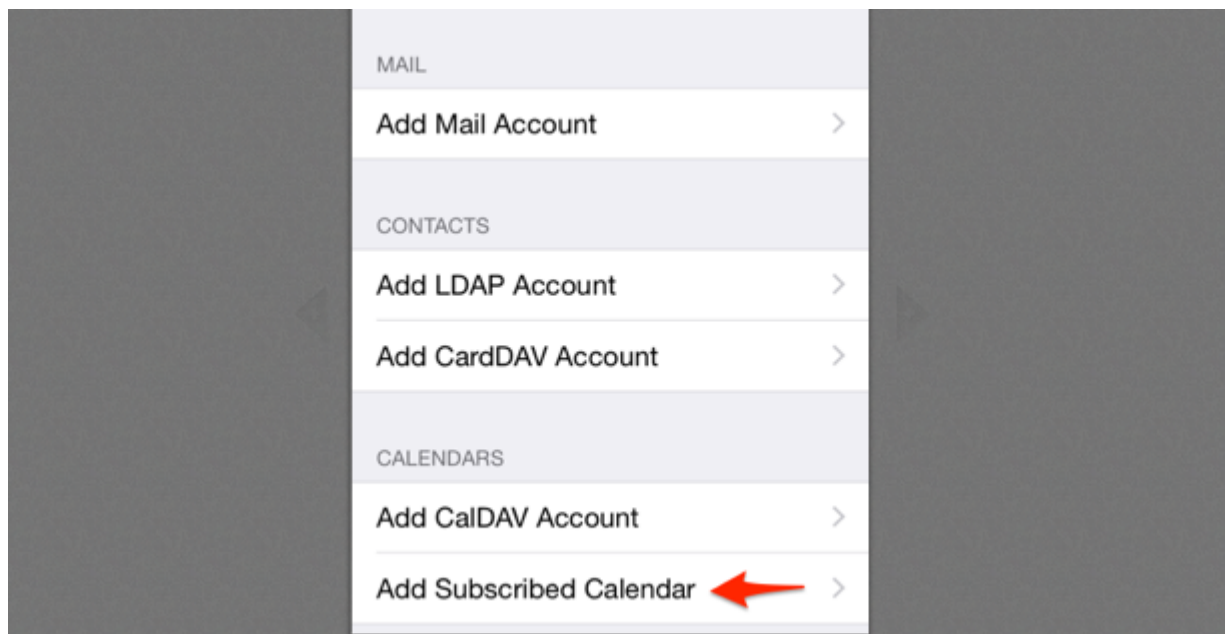 MAIL
Add Mail Account
CONTACTS
Add LDAP Account
Add CardDAV Account
CALENDARS
Add CalDAV Account
Add Subscribed Calendar